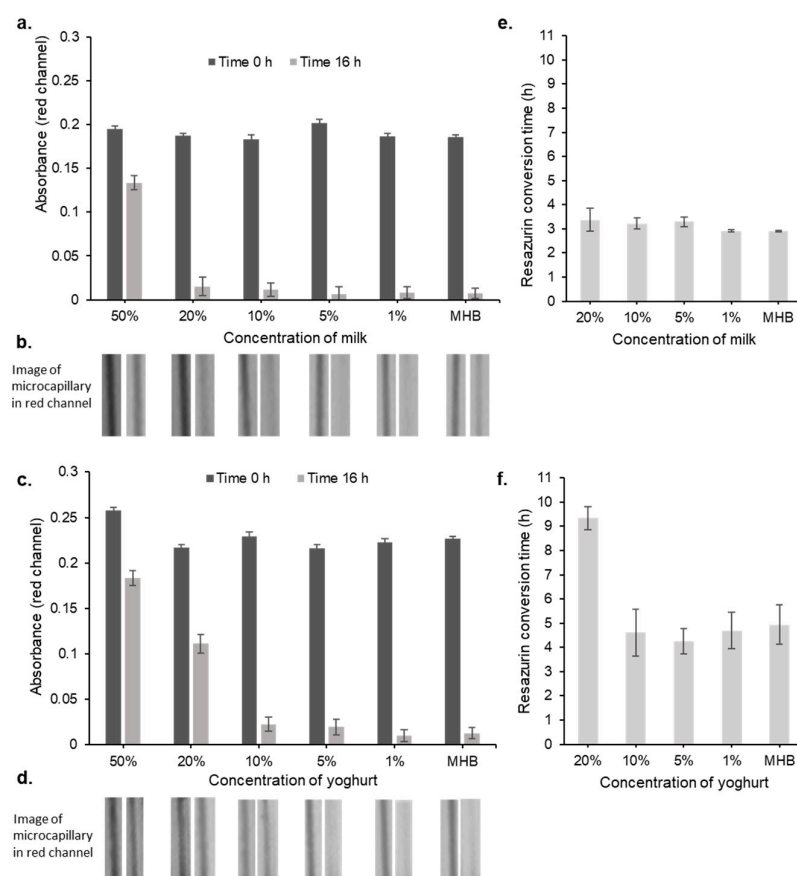 a.
0.3
0.25
0.2
0.15
0.1
0.05
0
Absorbance (red channel)
Time 0 h
Time 16 h
50% 20% 10% 5% 1% MHB
Concentration of milk
b.
Image of
microcapillary
in red channel
e.
11
10
9
8
7
6
5
4
3
2
1
0
Resazurin conversion time (h)
20% 10% 5% 1% MHB
Concentration of milk
c.
0.3
0.25
0.2
0.15
0.1
0.05
0
Absorbance (red channel)
Time 0 h
Time 16 h
50% 20% 10% 5% 1% MHB
Concentration of yoghurt
d.
Image of
microcapillary
in red channel
f.
11
10
9
8
7
6
5
4
3
2
1
0
Resazurin conversion time (h)
20% 10% 5% 1% MHB
Concentration of yoghurt